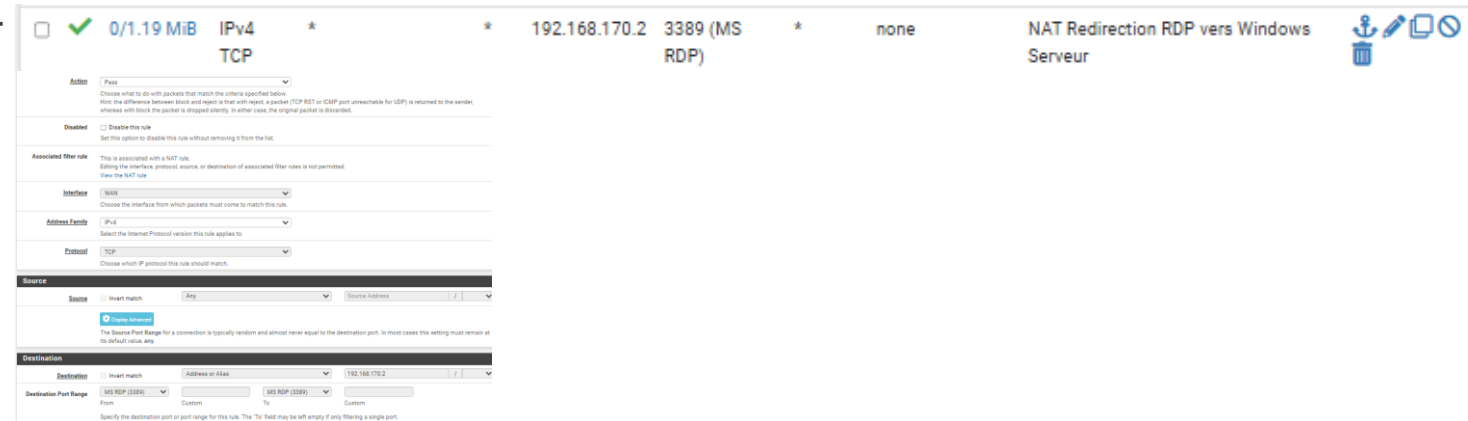 0/1.19 MiB IPv4 TCP * * 192.168.170.2 3389 (MS RDP) * none NAT Redirection RDP vers Windows Serveur
Action Pass
Choose what to do with packets that match the criteria specified below.
Hint: the difference between block and reject is that with reject, a packet (TCP RST or ICMP port unreachable for UDP) is returned to the sender,
whereas with block the packet is dropped silently. In either case, the original packet is discarded.
Disabled Disable this rule
Set this option to disable this rule without removing it from the list.
Associated filter rule This is associated with a NAT rule.
Editing the interface, protocol, source, or destination of associated filter rules is not permitted.
View the NAT rule
Interface WAN
Choose the interface from which packets must come to match this rule.
Address Family IPv4
Select the Internet Protocol version this rule applies to.
Protocol TCP
Choose which IP protocol this rule should match.
Source
Source Invert match Any Source Address /
Display Advanced
The Source Port Range for a connection is typically random and almost never equal to the destination port. In most cases this setting must remain at
its default value, any.
Destination
Destination Invert match Address or Alias 192.168.170.2 /
Destination Port Range MS RDP (3389) MS RDP (3389)
From Custom To Custom
Specify the destination port or port range for this rule. The "To" field may be left empty if only filtering a single port.